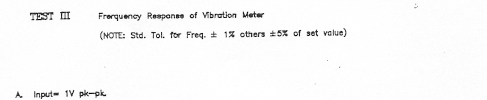 TEST III Frerquency Response of Vibration Meter
(NOTE: Std. Tol. for Freq. ± 1% others ±5% of set value)
A. Input= 1V pk-pk.